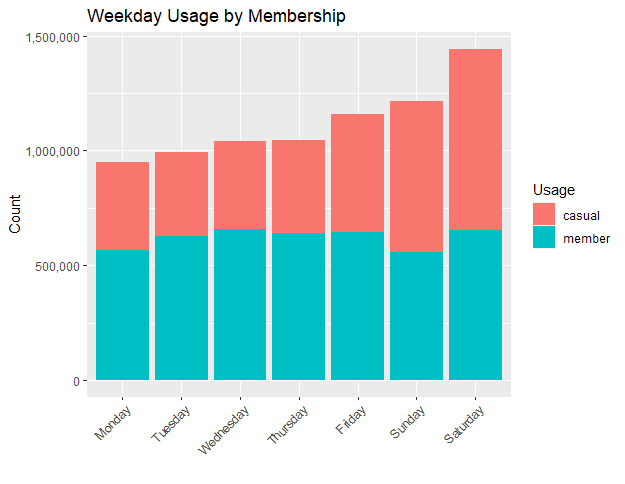 Weekday Usage by Membership
1,500,000
1,000,000
500,000
0
Count
Monday
Tuesday
Wednesday
Thursday
Friday
Sunday
Saturday
Usage
casual
member